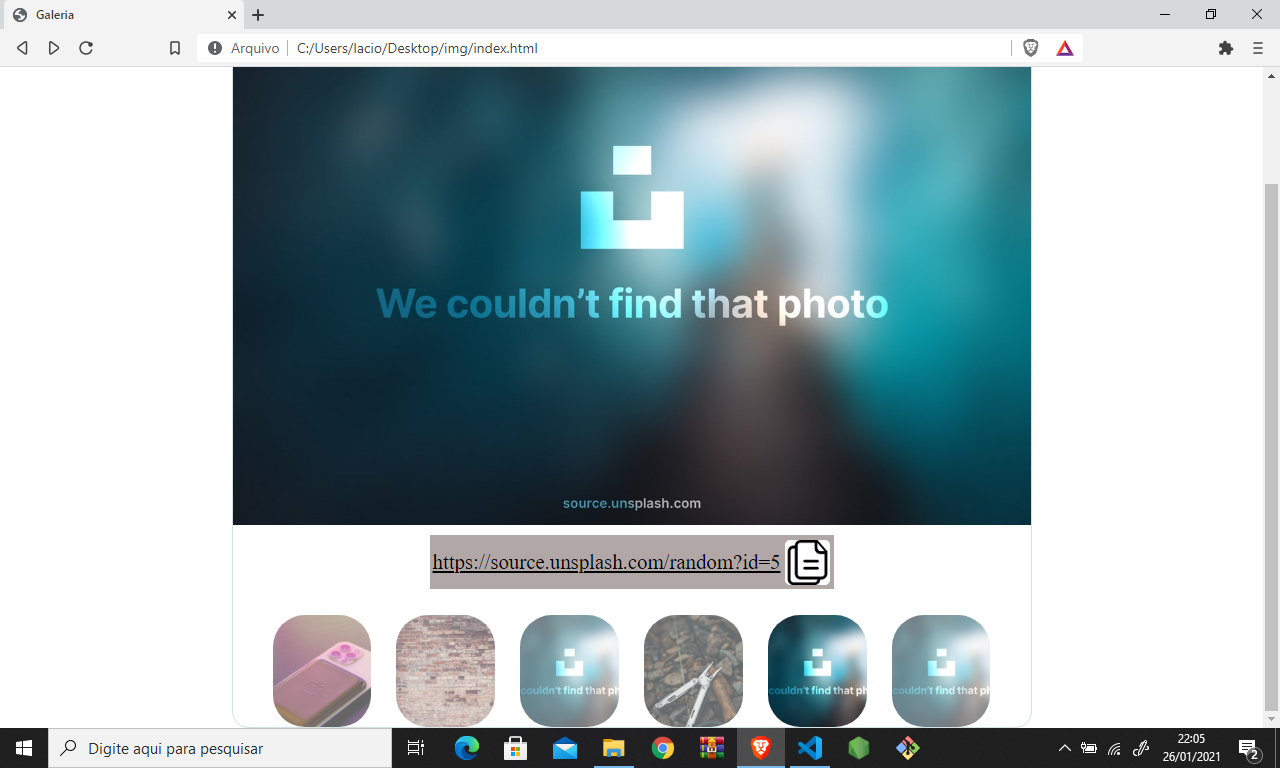 Galeria
Arquivo
C:/Users/lacio/Desktop/img/index.html
We couldn’t find that photo
source.unsplash.com
https://source.unsplash.com/random?id=5
couldn’t find that ph
couldn’t find that ph
couldn’t find that ph
Digite aqui para pesquisar
22:05
26/01/2021
2